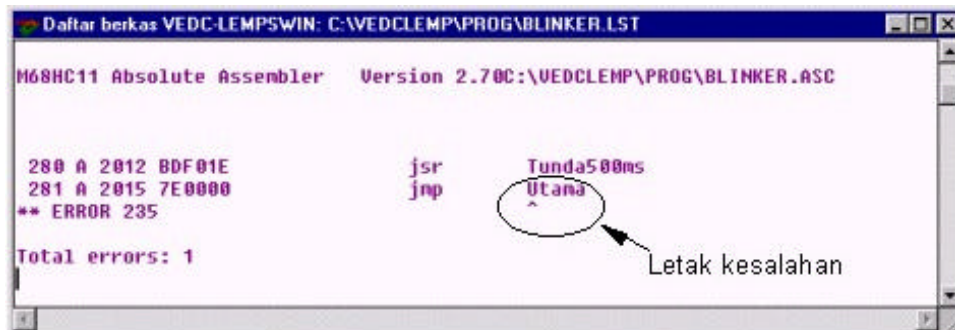 Daftar berkas VEDC-LEMPSWIN: C:\VEDCLEMP\PROG\BLINKER.LST
M68HC11 Absolute Assembler Version 2.70C:\VEDCLEMP\PROG\BLINKER.ASC
280 A 2012 BDF01E jsr Tunda500ms
281 A 2015 7E0000 jmp Utama
** ERROR 235 ^
Total errors: 1
Letak kesalahan